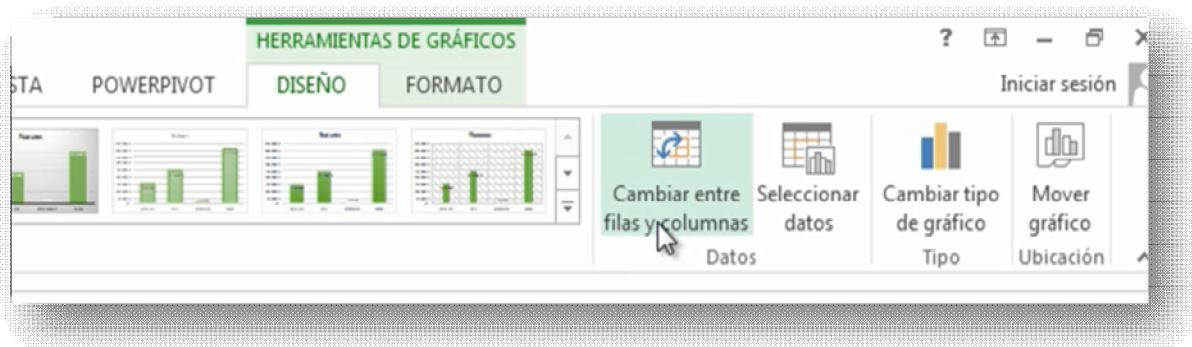 HERRAMIENTAS DE GRÁFICOS
?
STA POWERPIVOT DISEÑO FORMATO
Iniciar sesión
Cambiar entre
filas y columnas
Seleccionar
datos
Cambiar tipo
de gráfico
Mover
gráfico
Datos
Tipo
Ubicación